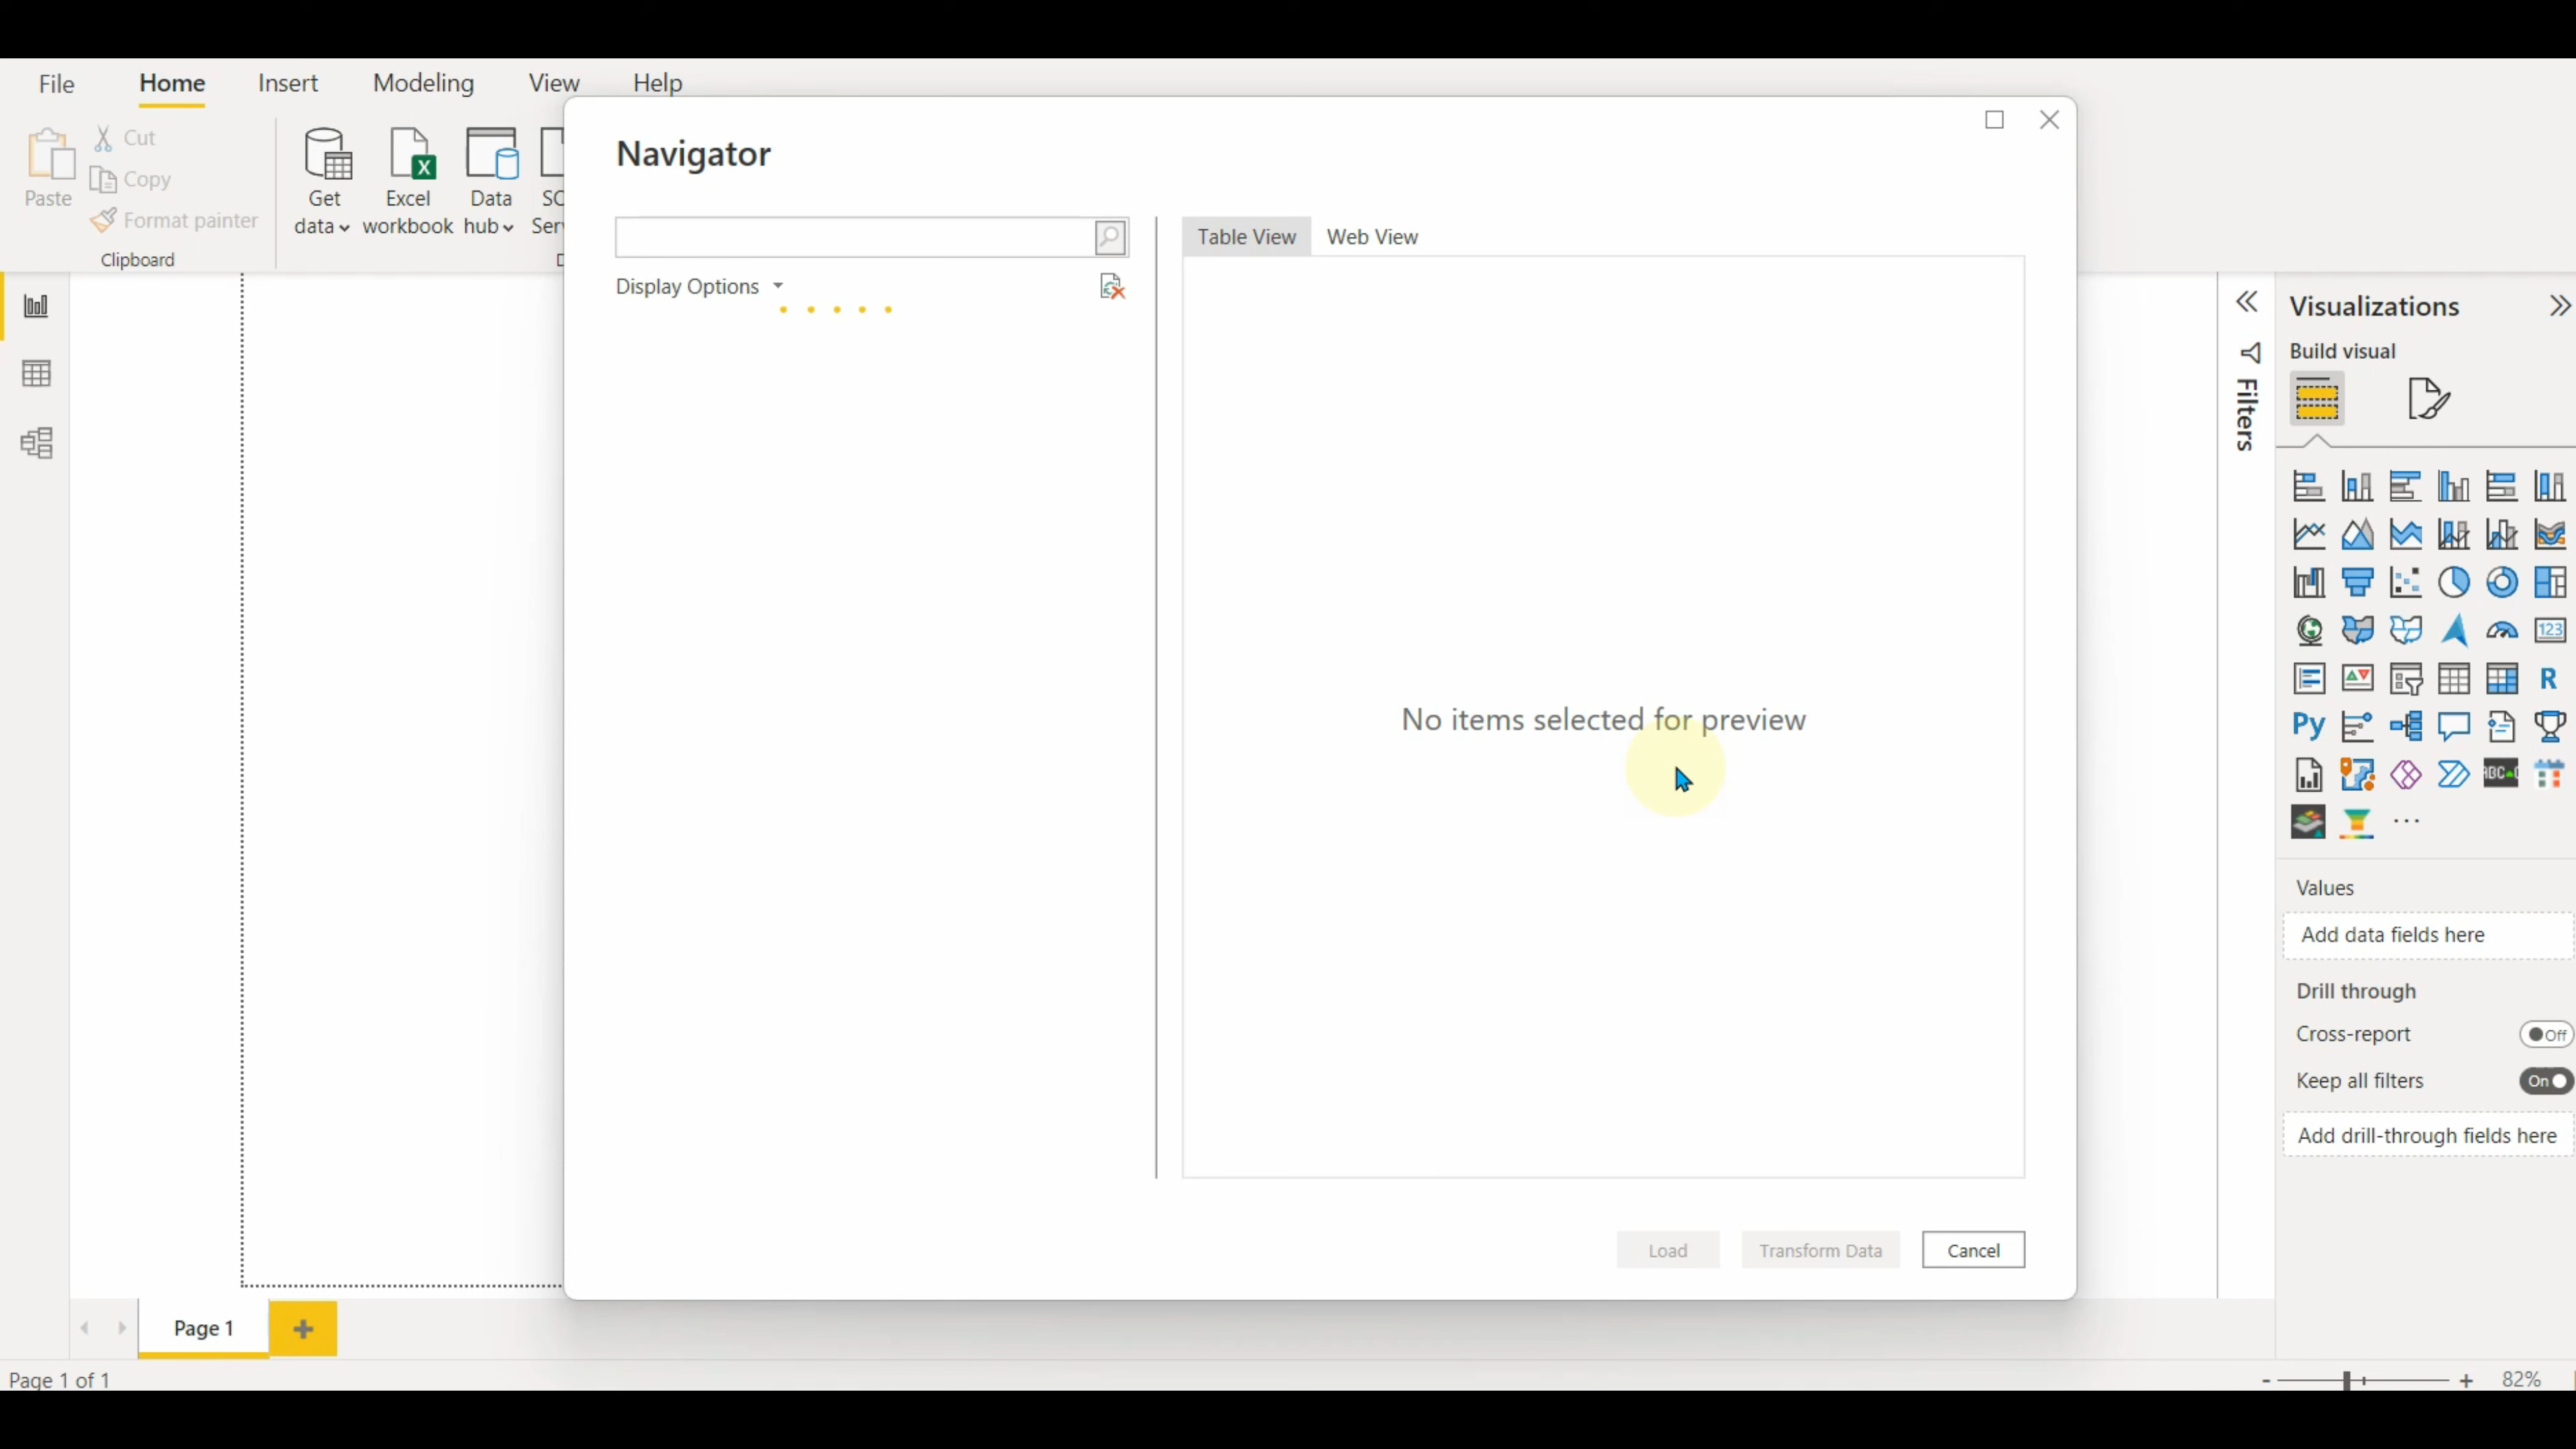 File Home Insert Modeling View Help
Cut
Copy
Paste
Format painter
Clipboard
Get data
Excel workbook
Data hub
Navigator
Display Options
Table View Web View
No items selected for preview
Load Transform Data Cancel
Filters
Visualizations
Build visual
123
R
Py
Values
Add data fields here
Drill through
Cross-report Off
Keep all filters On
Add drill-through fields here
Page 1
Page 1 of 1
- + 82%